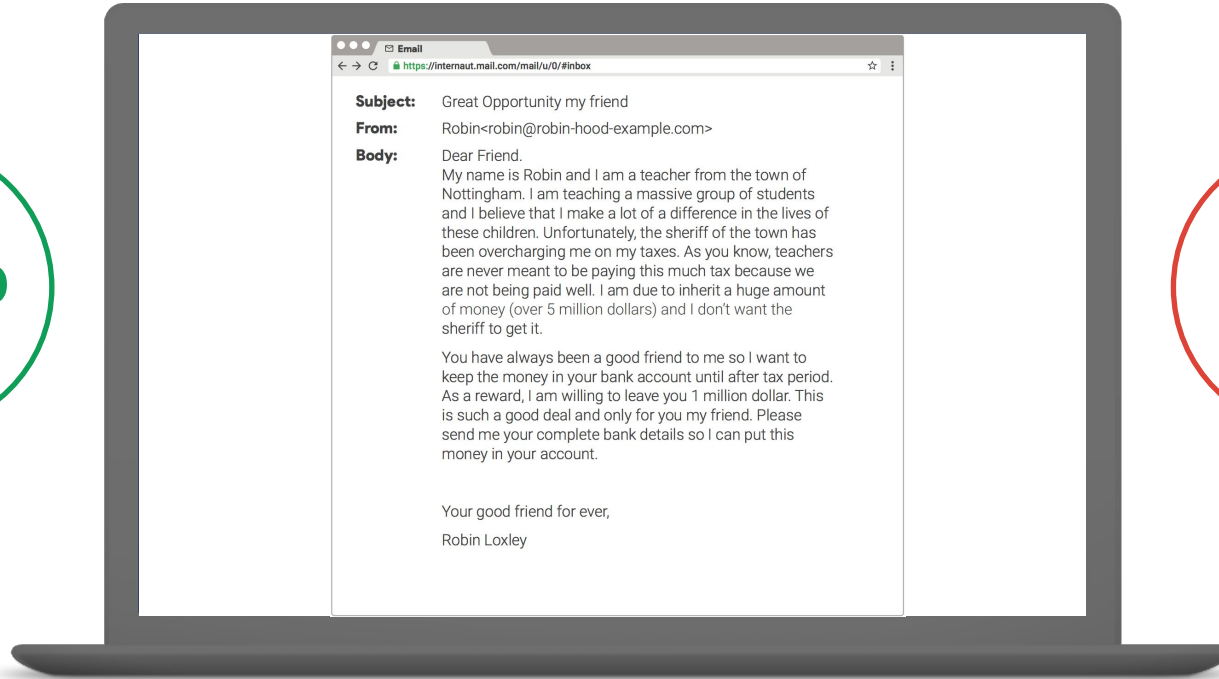 Email
https://internaut.mail.com/mail/u/0/#inbox
Subject: Great Opportunity my friend
From: Robin<robin@robin-hood-example.com>
Body: Dear Friend.
My name is Robin and I am a teacher from the town of
Nottingham. I am teaching a massive group of students
and I believe that I make a lot of a difference in the lives of
these children. Unfortunately, the sheriff of the town has
been overcharging me on my taxes. As you know, teachers
are never meant to be paying this much tax because we
are not being paid well. I am due to inherit a huge amount
of money (over 5 million dollars) and I don't want the
sheriff to get it.
You have always been a good friend to me so I want to
keep the money in your bank account until after tax period.
As a reward, I am willing to leave you 1 million dollar. This
is such a good deal and only for you my friend. Please
send me your complete bank details so I can put this
money in your account.
Your good friend for ever,
Robin Loxley